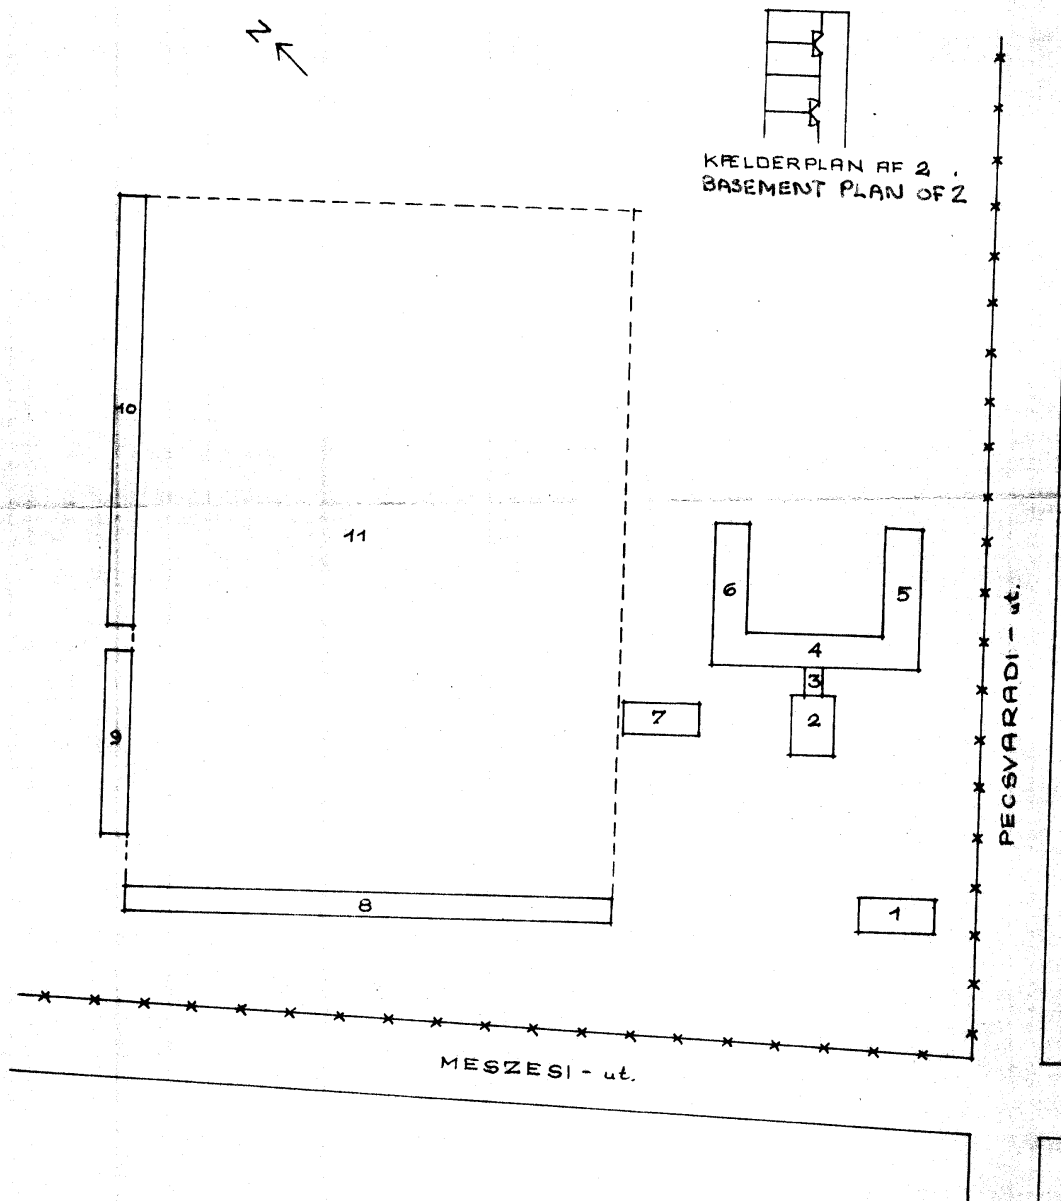 N
KÆLDERPLAN AF 2.
BASEMENT PLAN OF 2
10
11
6
5
4
3
7
2
9
PECSVARADI - ut.
8
1
MESZESI - ut.